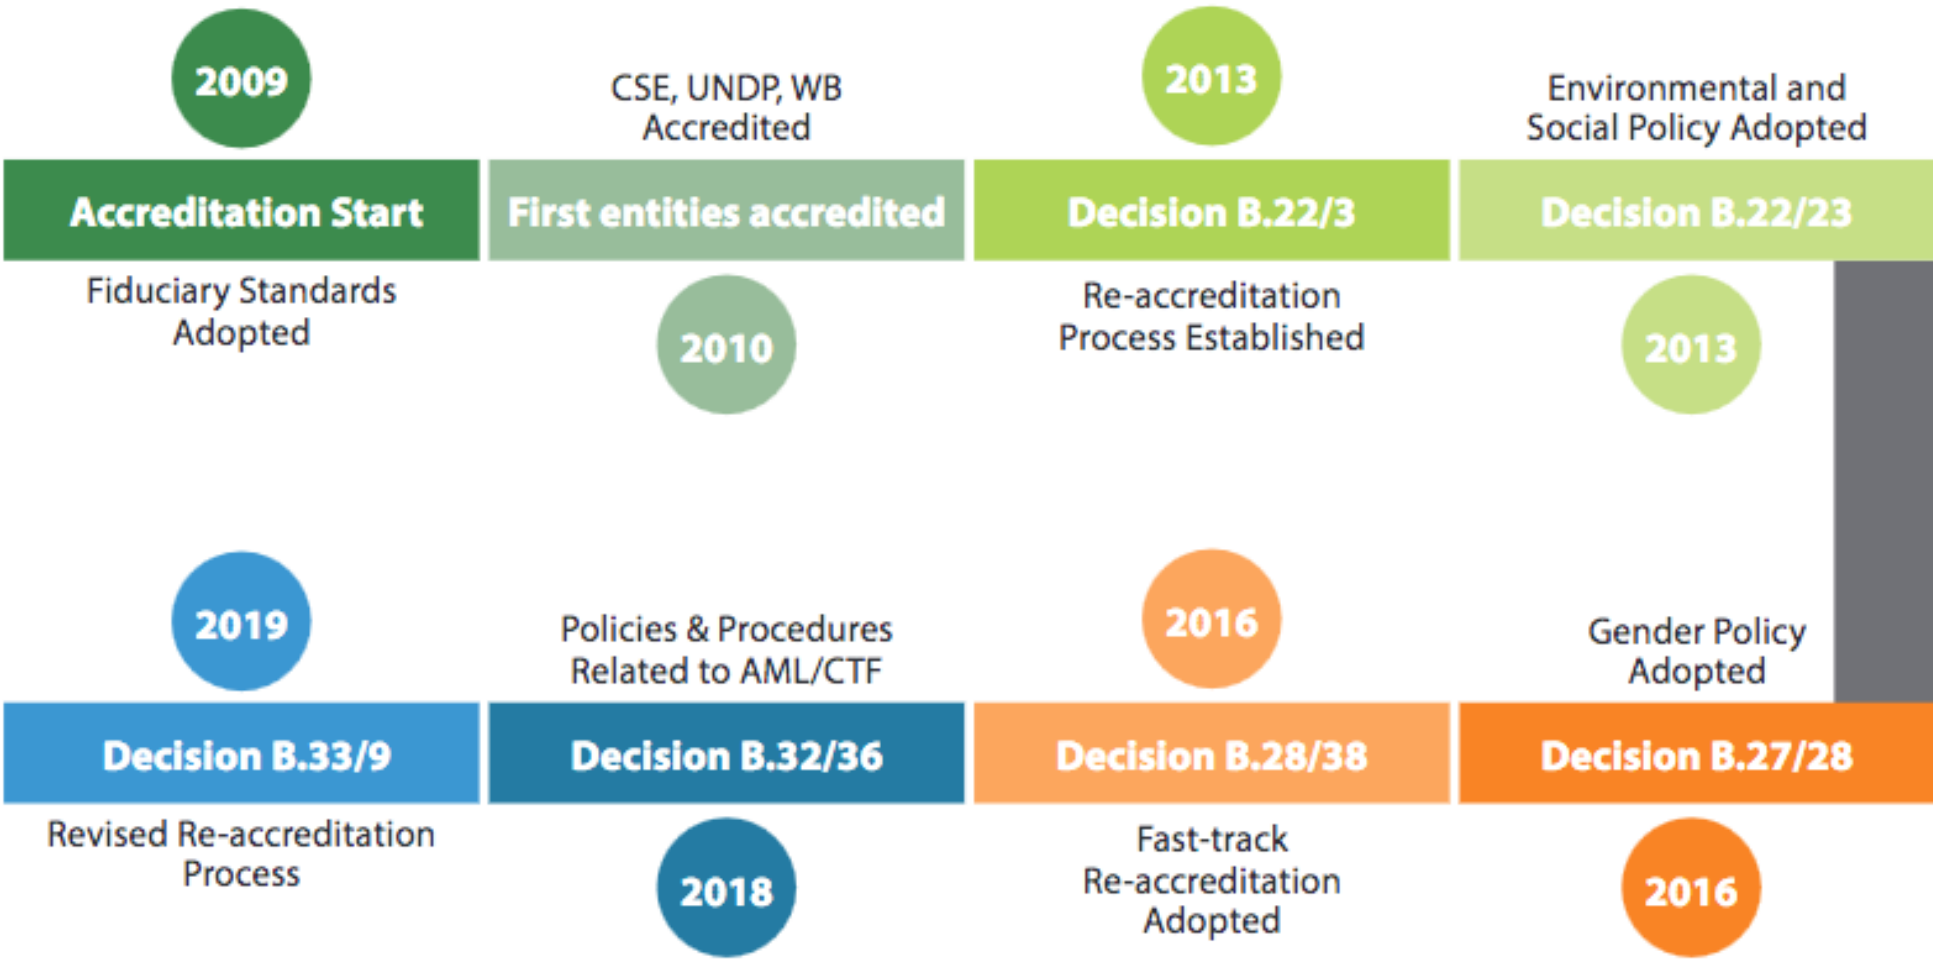 2009
Accreditation Start
Fiduciary Standards
Adopted
CSE, UNDP, WB
Accredited
First entities accredited
2010
2013
Decision B.22/3
Re-accreditation
Process Established
Environmental and
Social Policy Adopted
Decision B.22/23
2013
Gender Policy
Adopted
Decision B.27/28
2016
2016
Decision B.28/38
Fast-track
Re-accreditation
Adopted
Policies & Procedures
Related to AML/CTF
Decision B.32/36
2018
2019
Decision B.33/9
Revised Re-accreditation
Process